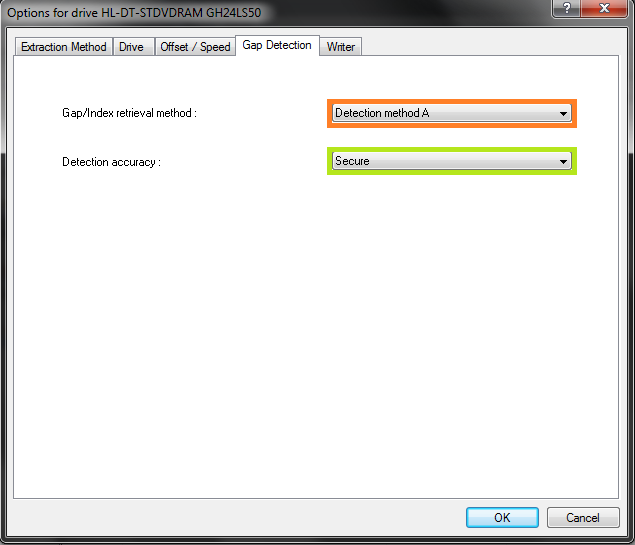 Options for drive HL-DT-STDVDRAM GH24LS50
Extraction Method Drive Offset / Speed Gap Detection Writer
Gap/Index retrieval method : Detection method A
Detection accuracy : Secure
OK Cancel